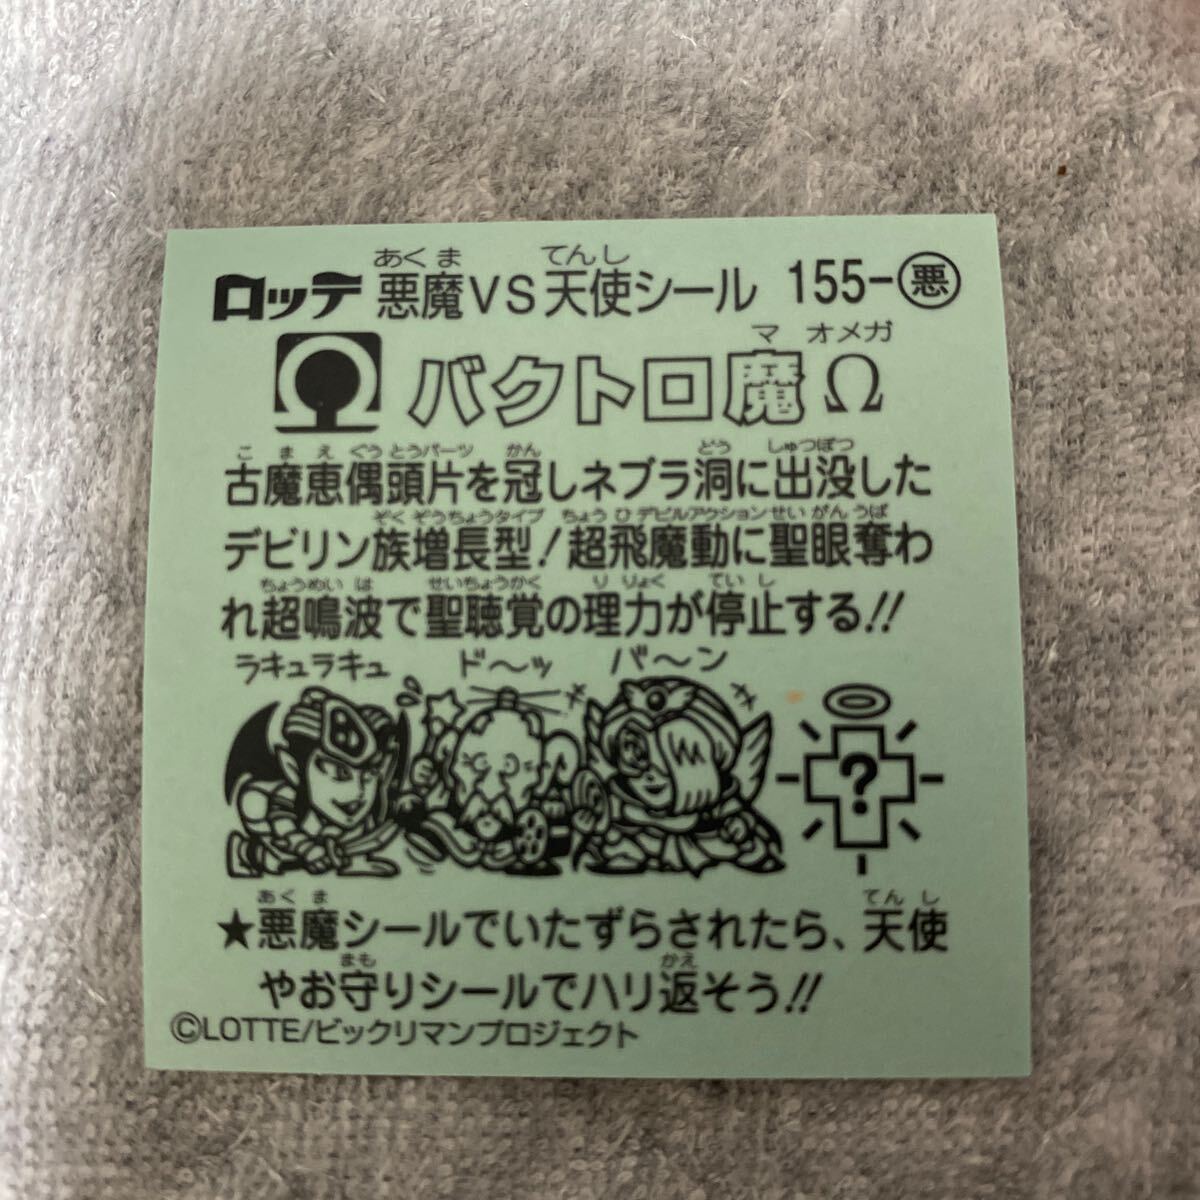 ロッテ 悪魔VS天使シール 155-悪
あくま てんし
バクトロ魔Ω
マ オメガ
古魔恵偶頭片を冠しネブラ洞に出没した
こまえぐうとうパーツ かん どう しゅつぼつ
デビリン族増長型!超飛魔動に聖眼奪わ
ぞくぞうちょうタイプ ちょうひデビルアクションせいがんうば
れ超鳴波で聖聴覚の理力が停止する!!
ちょうめいは せいちょうかく りりょく ていし
ラキュラキュ ド〜ッ バ〜ン
?
★悪魔シールでいたずらされたら、天使
あくま てんし
やお守りシールでハリ返そう!!
まも かえ
©LOTTE/ビックリマンプロジェクト